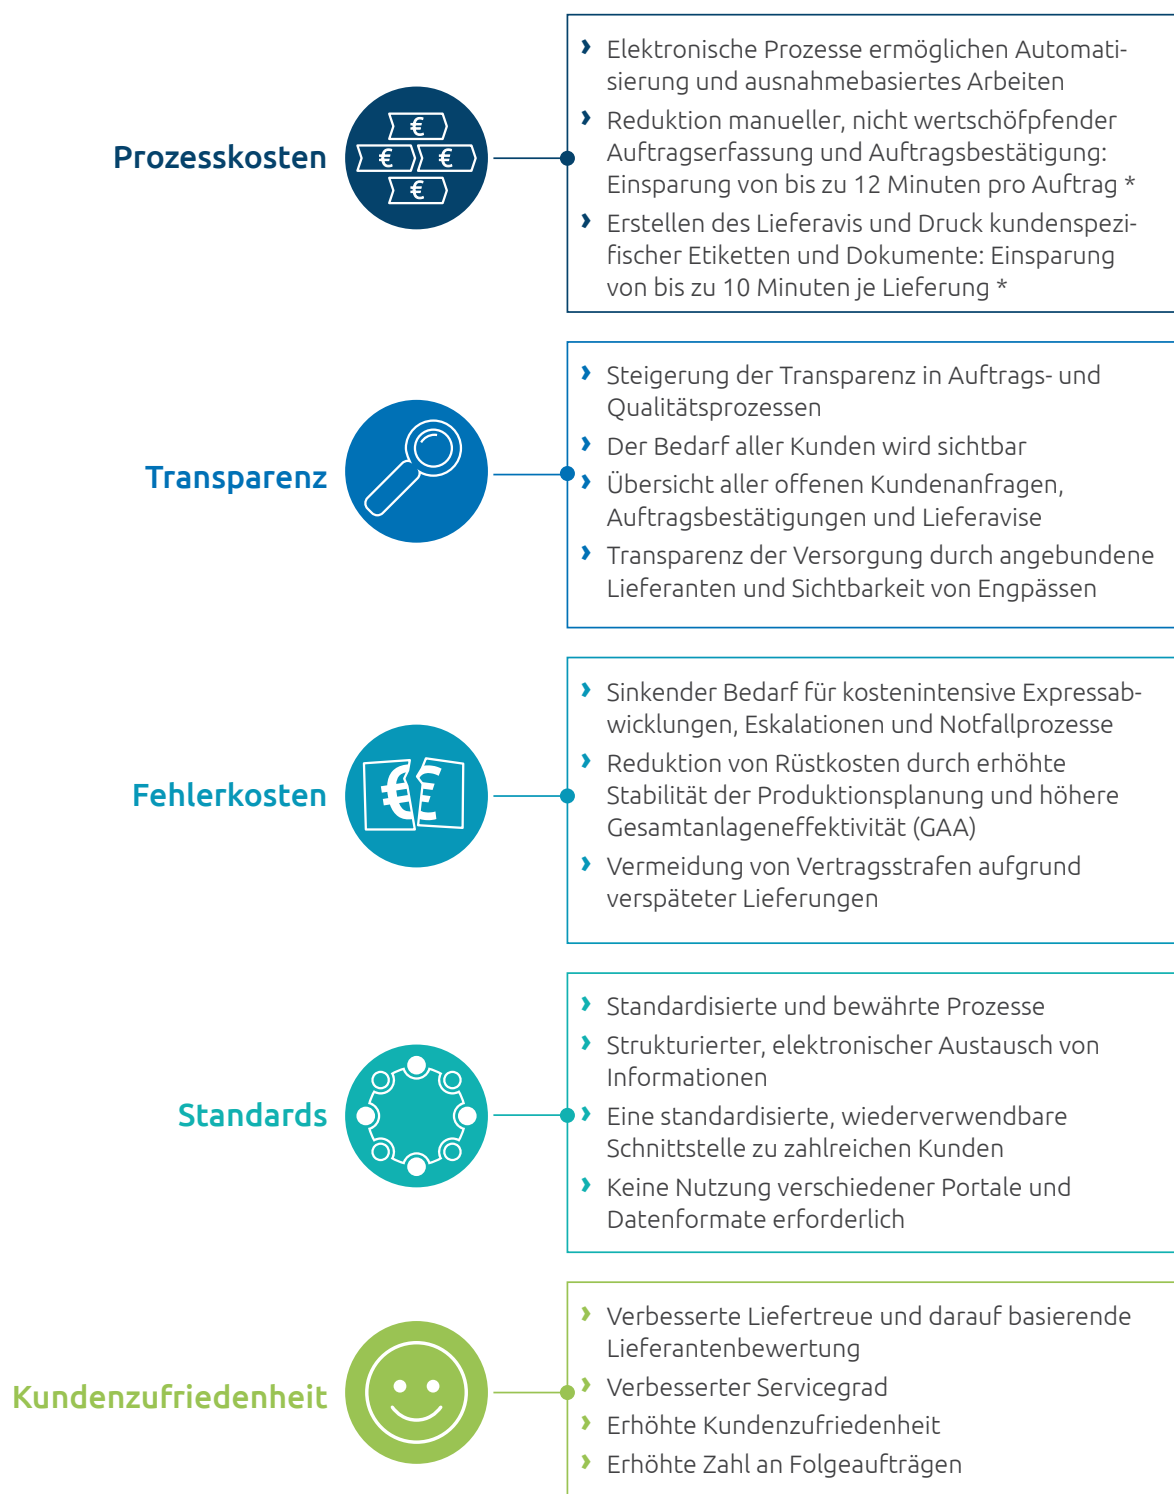 Prozesskosten
€
€ €
€
› Elektronische Prozesse ermöglichen Automati-
sierung und ausnahmebasiertes Arbeiten
› Reduktion manueller, nicht wertschöfpfender
Auftragserfassung und Auftragsbestätigung:
Einsparung von bis zu 12 Minuten pro Auftrag *
› Erstellen des Lieferavis und Druck kundenspezi-
fischer Etiketten und Dokumente: Einsparung
von bis zu 10 Minuten je Lieferung *
Transparenz
› Steigerung der Transparenz in Auftrags- und
Qualitätsprozessen
› Der Bedarf aller Kunden wird sichtbar
› Übersicht aller offenen Kundenanfragen,
Auftragsbestätigungen und Lieferavise
› Transparenz der Versorgung durch angebundene
Lieferanten und Sichtbarkeit von Engpässen
Fehlerkosten
€€
› Sinkender Bedarf für kostenintensive Expressab-
wicklungen, Eskalationen und Notfallprozesse
› Reduktion von Rüstkosten durch erhöhte
Stabilität der Produktionsplanung und höhere
Gesamtanlageneffektivität (GAA)
› Vermeidung von Vertragsstrafen aufgrund
verspäteter Lieferungen
Standards
› Standardisierte und bewährte Prozesse
› Strukturierter, elektronischer Austausch von
Informationen
› Eine standardisierte, wiederverwendbare
Schnittstelle zu zahlreichen Kunden
› Keine Nutzung verschiedener Portale und
Datenformate erforderlich
Kundenzufriedenheit
› Verbesserte Liefertreue und darauf basierende
Lieferantenbewertung
› Verbesserter Servicegrad
› Erhöhte Kundenzufriedenheit
› Erhöhte Zahl an Folgeaufträgen